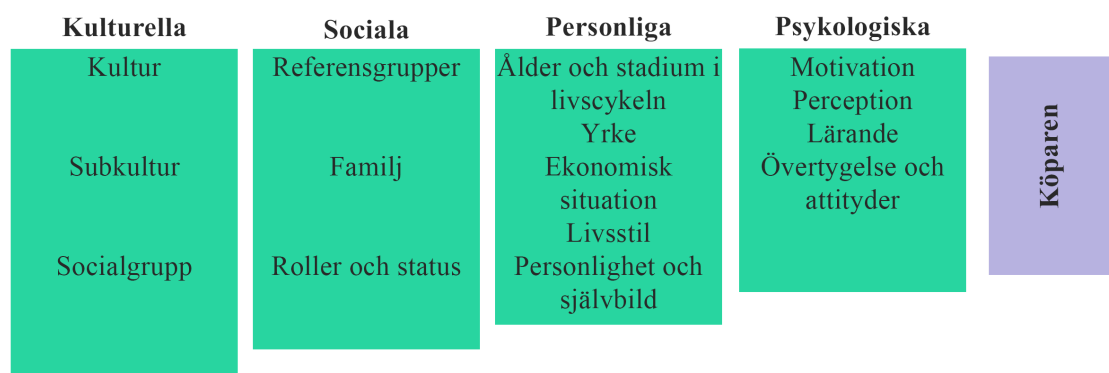 Kulturella
Kultur
Subkultur
Socialgrupp
Sociala
Referensgrupper
Familj
Roller och status
Personliga
Ålder och stadium i
livscykeln
Yrke
Ekonomisk
situation
Livsstil
Personlighet och
självbild
Psykologiska
Motivation
Perception
Lärande
Övertygelse och
attityder
Köparen